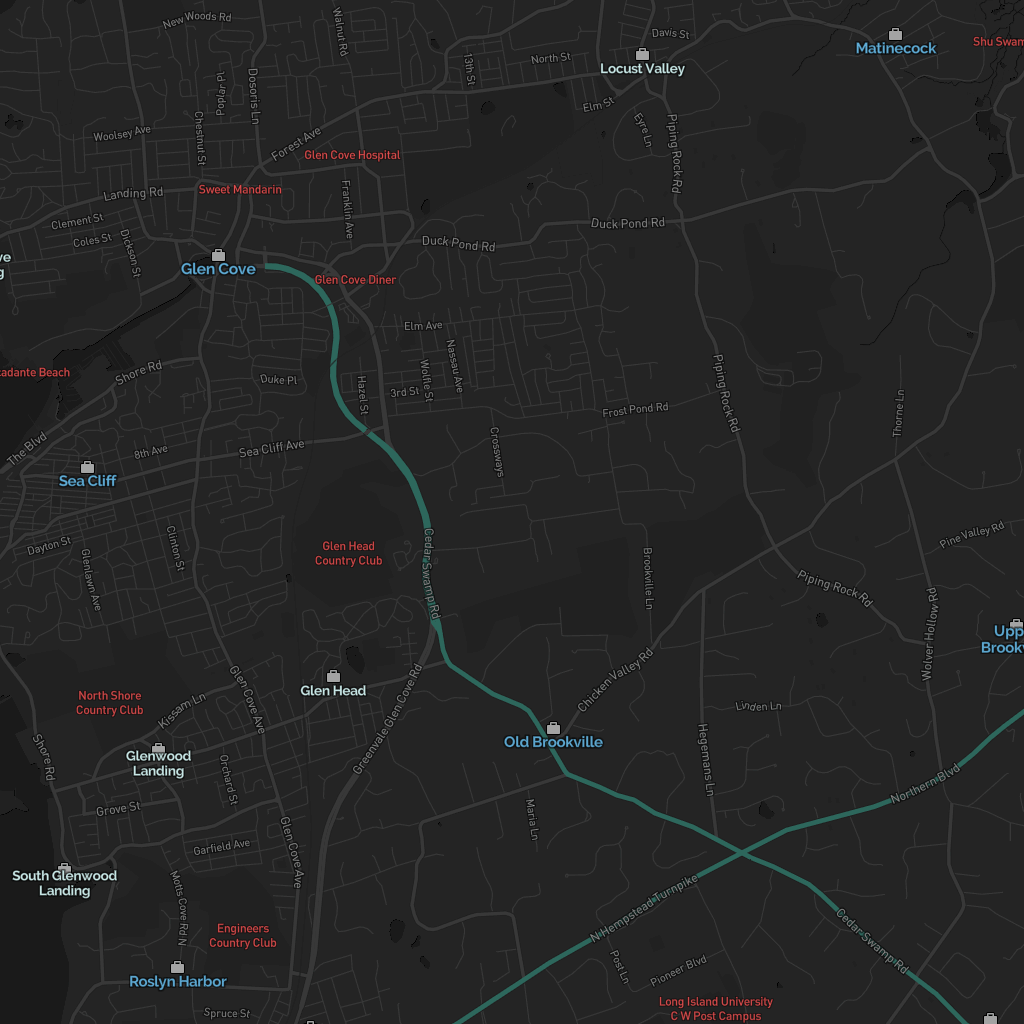 New Woods Rd
Walnut Rd
Davis St
Matinecock
Shu Swam
Locust Valley
North St
13th St
Poplar Pl
Dosoris Ln
Elm St
Eyre Ln
Woolsey Ave
Chestnut St
Forest Ave
Glen Cove Hospital
Piping Rock Rd
Landing Rd
Sweet Mandarin
Franklin Ave
Clement St
Coles St
Dickson St
Duck Pond Rd
Duck Pond Rd
ve
g
Glen Cove
Glen Cove Diner
Elm Ave
Nassau Ave
Wolfle St
cadante Beach
Shore Rd
Duke Pl
Hazel St
3rd St
Piping Rock Rd
Frost Pond Rd
Thorne Ln
The Blvd
8th Ave
Sea Cliff Ave
Crossways
Sea Cliff
Dayton St
Clinton St
Glenlawn Ave
Glen Head
Country Club
Cedar Swamp Rd
Brookville Ln
Pine Valley Rd
Piping Rock Rd
Wolver Hollow Rd
Upp
Brookv
Chicken Valley Rd
Glen Head
Greenvale Glen Cove Rd
Glen Cove Ave
North Shore
Country Club
Kissam Ln
Linden Ln
Hegemans Ln
Old Brookville
Shore Rd
Glenwood
Landing
Orchard St
Northern Blvd
Grove St
Maria Ln
Garfield Ave
Glen Cove Ave
South Glenwood
Landing
Motts Cove Rd N
N Hempstead Turnpike
Cedar Swamp Rd
Engineers
Country Club
Post Ln
Pioneer Blvd
Roslyn Harbor
Long Island University
C W Post Campus
Spruce St